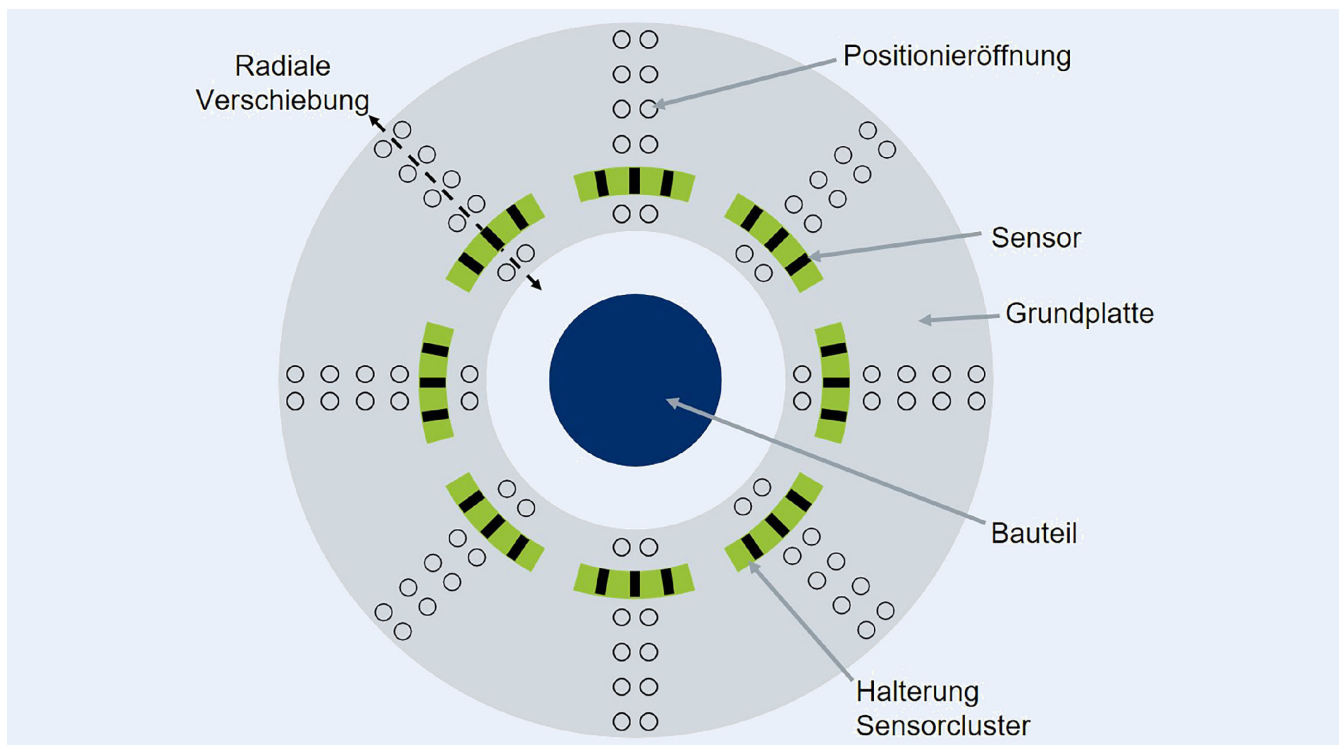 Radiale
Verschiebung
Positionieröffnung
Sensor
Grundplatte
Bauteil
Halterung
Sensorcluster